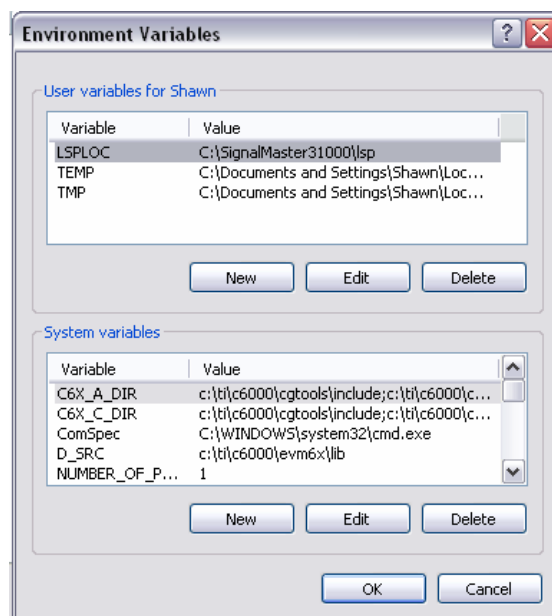 Environment Variables
User variables for Shawn
Variable Value
LSPLOC C:\SignalMaster31000\lsp
TEMP C:\Documents and Settings\Shawn\Loc...
TMP C:\Documents and Settings\Shawn\Loc...
New Edit Delete
System variables
Variable Value
C6X_A_DIR c:\ti\c6000\cgtools\include;c:\ti\c6000\c...
C6X_C_DIR c:\ti\c6000\cgtools\include;c:\ti\c6000\c...
ComSpec C:\WINDOWS\system32\cmd.exe
D_SRC c:\ti\c6000\evm6x\lib
NUMBER_OF_P... 1
New Edit Delete
OK Cancel